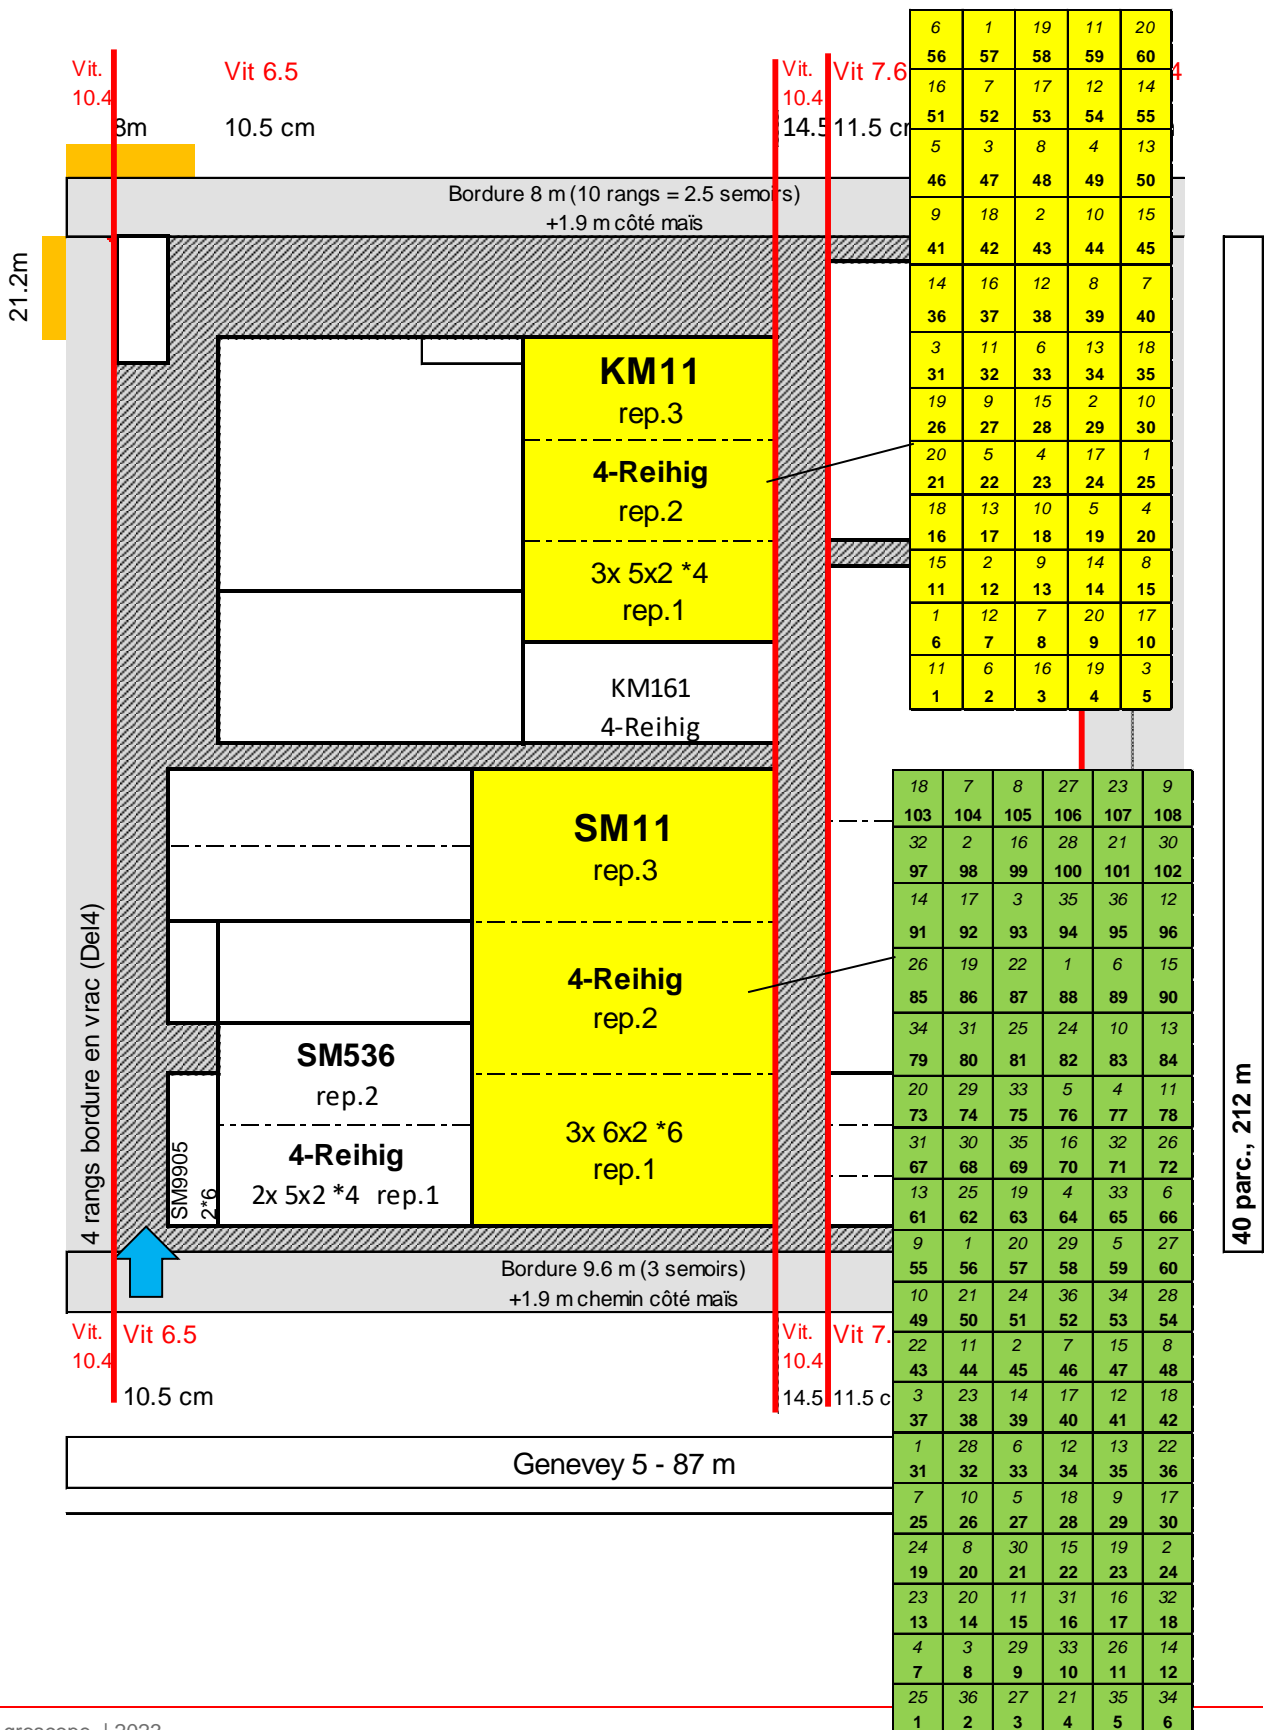 Vit.
10.4
Vit 6.5
Vit.
10.4
Vit 7.6
4
8m
10.5 cm
14.5
11.5 cm
Bordure 8 m (10 rangs = 2.5 semoirs)
+1.9 m côté maïs
21.2m
KM11
rep.3
4-Reihig
rep.2
3x 5x2 *4
rep.1
KM161
4-Reihig
SM11
rep.3
4-Reihig
rep.2
3x 6x2 *6
rep.1
SM536
rep.2
4-Reihig
2x 5x2 *4 rep.1
SM9905
2*6
4 rangs bordure en vrac (Del4)
Bordure 9.6 m (3 semoirs)
+1.9 m chemin côté maïs
Vit.
10.4
Vit 6.5
Vit.
10.4
Vit 7.
10.5 cm
14.5
11.5 c
Genevey 5 - 87 m
40 parc., 212 m
6 1 19 11 20
56 57 58 59 60
16 7 17 12 14
51 52 53 54 55
5 3 8 4 13
46 47 48 49 50
9 18 2 10 15
41 42 43 44 45
14 16 12 8 7
36 37 38 39 40
3 11 6 13 18
31 32 33 34 35
19 9 15 2 10
26 27 28 29 30
20 5 4 17 1
21 22 23 24 25
18 13 10 5 4
16 17 18 19 20
15 2 9 14 8
11 12 13 14 15
1 12 7 20 17
6 7 8 9 10
11 6 16 19 3
1 2 3 4 5
18 7 8 27 23 9
103 104 105 106 107 108
32 2 16 28 21 30
97 98 99 100 101 102
14 17 3 35 36 12
91 92 93 94 95 96
26 19 22 1 6 15
85 86 87 88 89 90
34 31 25 24 10 13
79 80 81 82 83 84
20 29 33 5 4 11
73 74 75 76 77 78
31 30 35 16 32 26
67 68 69 70 71 72
13 25 19 4 33 6
61 62 63 64 65 66
9 1 20 29 5 27
55 56 57 58 59 60
10 21 24 36 34 28
49 50 51 52 53 54
22 11 2 7 15 8
43 44 45 46 47 48
3 23 14 17 12 18
37 38 39 40 41 42
1 28 6 12 13 22
31 32 33 34 35 36
7 10 5 18 9 17
25 26 27 28 29 30
24 8 30 15 19 2
19 20 21 22 23 24
23 20 11 31 16 32
13 14 15 16 17 18
4 3 29 33 26 14
7 8 9 10 11 12
25 36 27 21 35 34
1 2 3 4 5 6